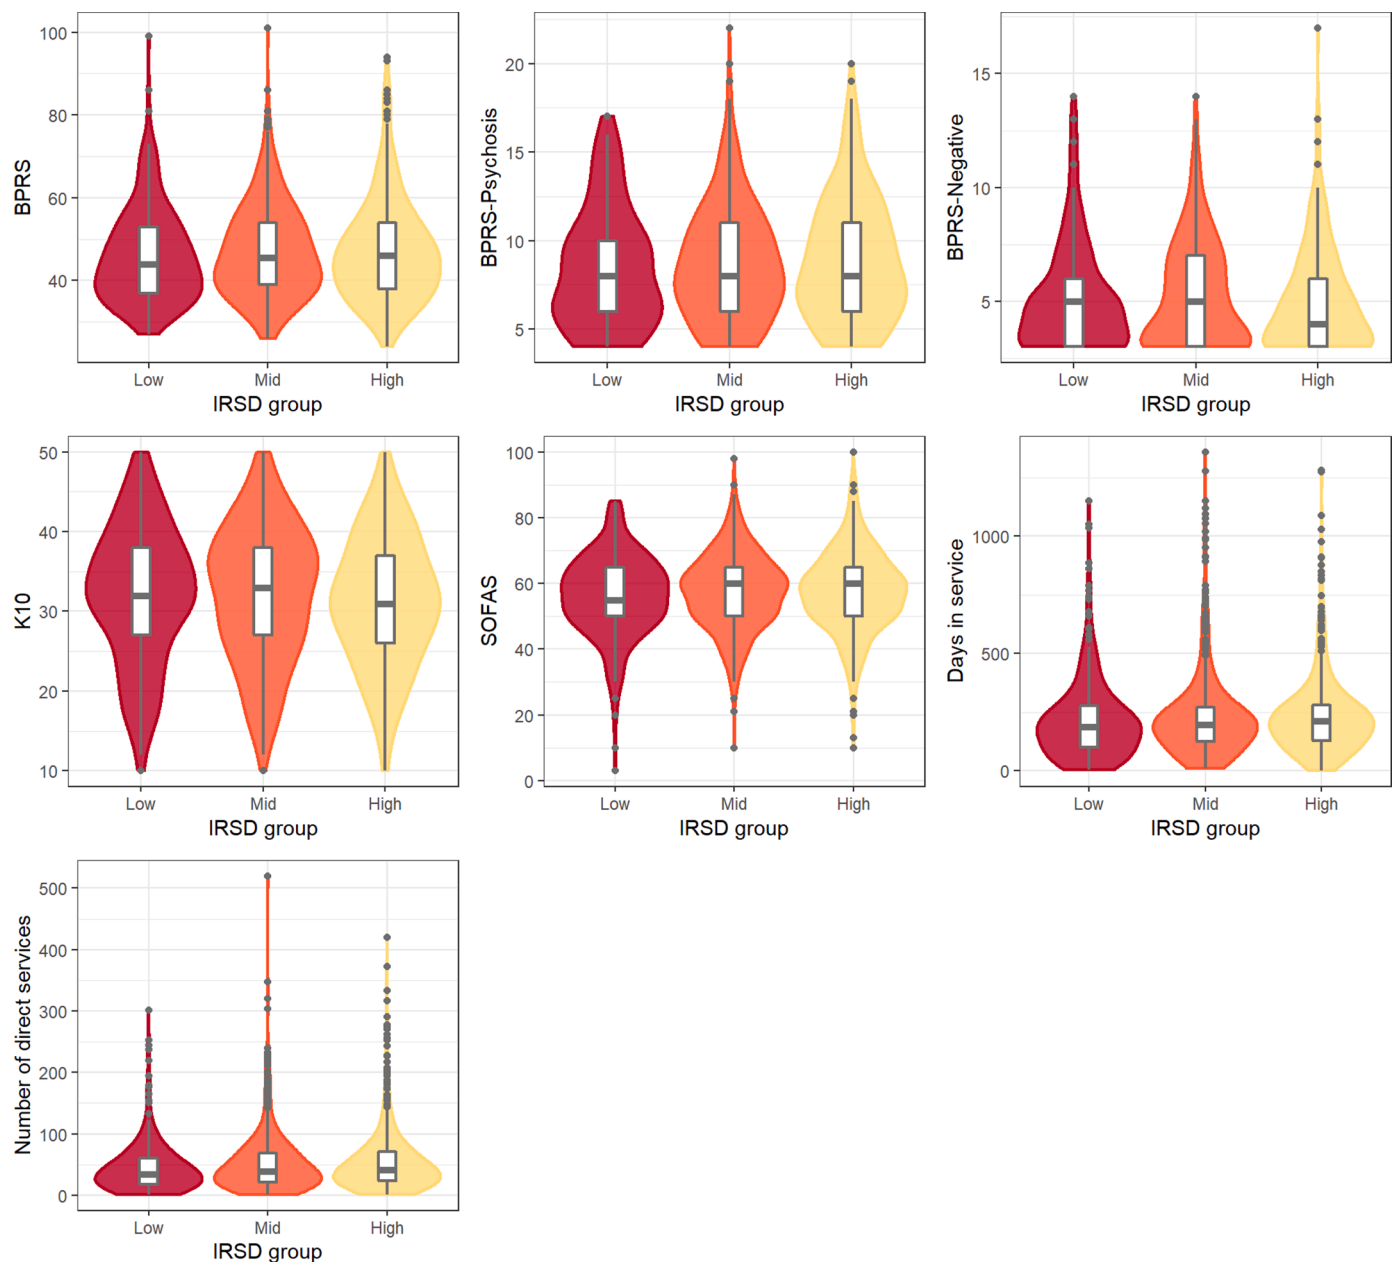 BPRS
100
80
60
40
Low Mid High
IRSD group
BPRS-Psychosis
20
15
10
5
Low Mid High
IRSD group
BPRS-Negative
15
10
5
Low Mid High
IRSD group
K10
50
40
30
20
10
Low Mid High
IRSD group
SOFAS
100
80
60
40
20
0
Low Mid High
IRSD group
Days in service
1000
500
0
Low Mid High
IRSD group
Number of direct services
500
400
300
200
100
0
Low Mid High
IRSD group